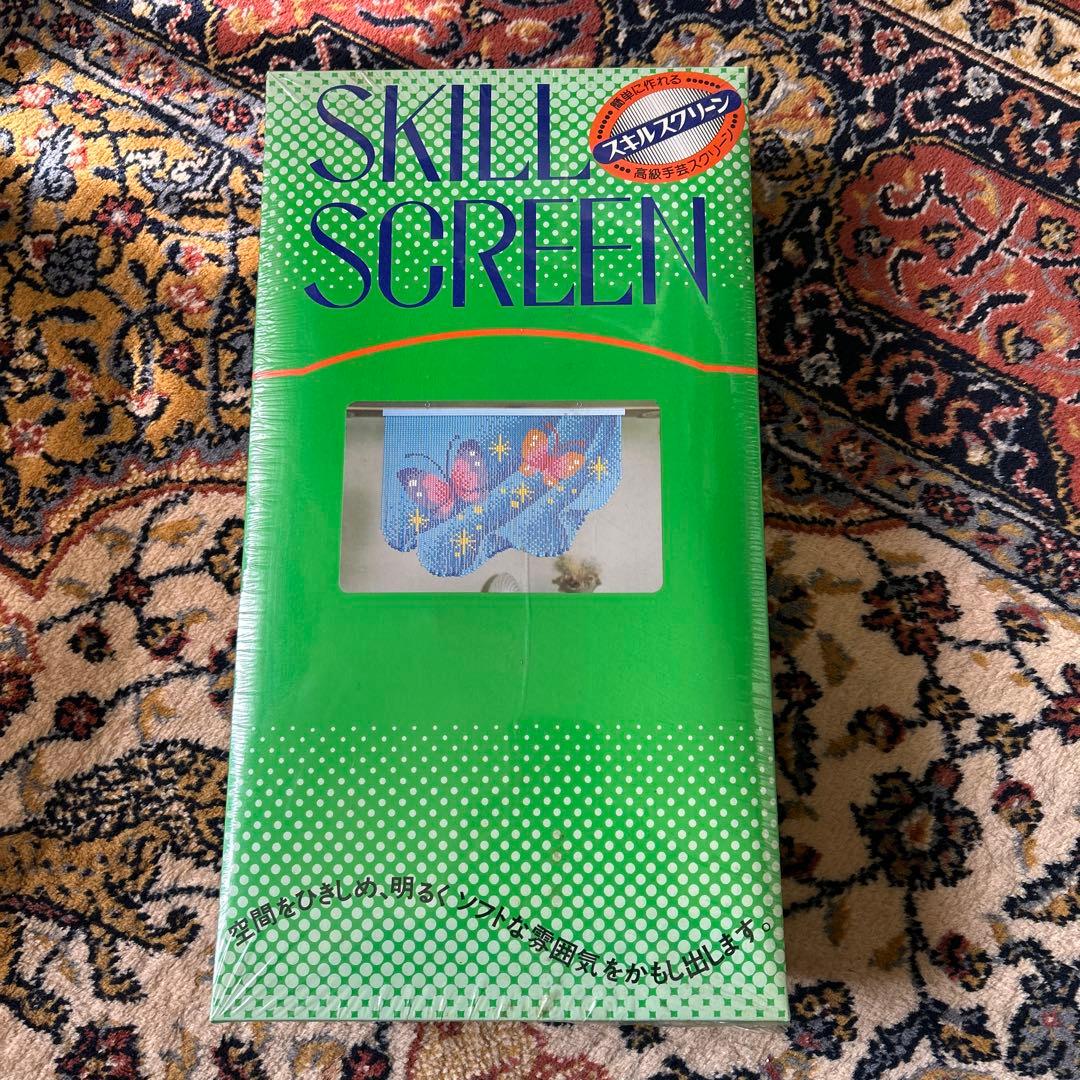 SKILL
SCREEN
簡単に作れる
スキルスクリーン
高級手芸スクリーン
空間をひきしめ、明るくソフトな雰囲気をかもし出します。